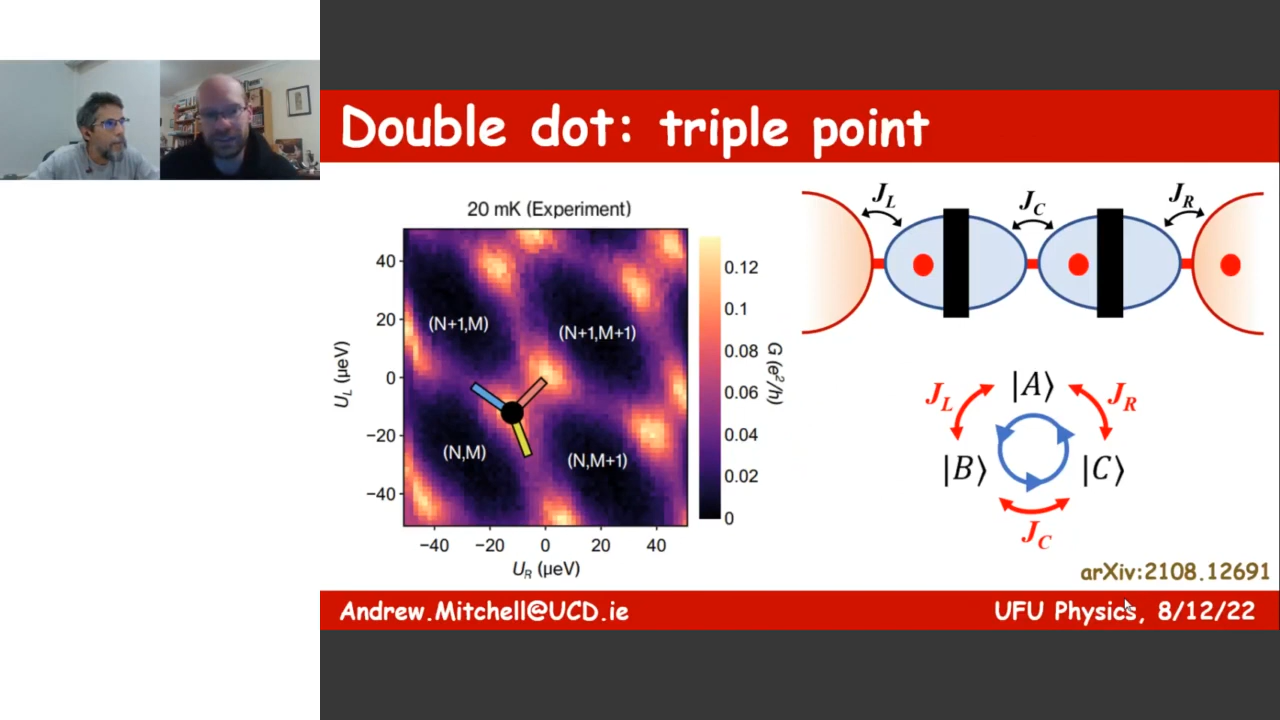 Double dot: triple point
20 mK (Experiment)
U_L (μeV)
40
20
0
−20
−40
(N+1,M)
(N+1,M+1)
(N,M)
(N,M+1)
−40 −20 0 20 40
U_R (μeV)
0.12
0.1
0.08
0.06
0.04
0.02
0
G (e²/h)
J_L
J_C
J_R
|A⟩
J_L
J_R
|B⟩
|C⟩
J_C
arXiv:2108.12691
Andrew.Mitchell@UCD.ie
UFU Physics, 8/12/22